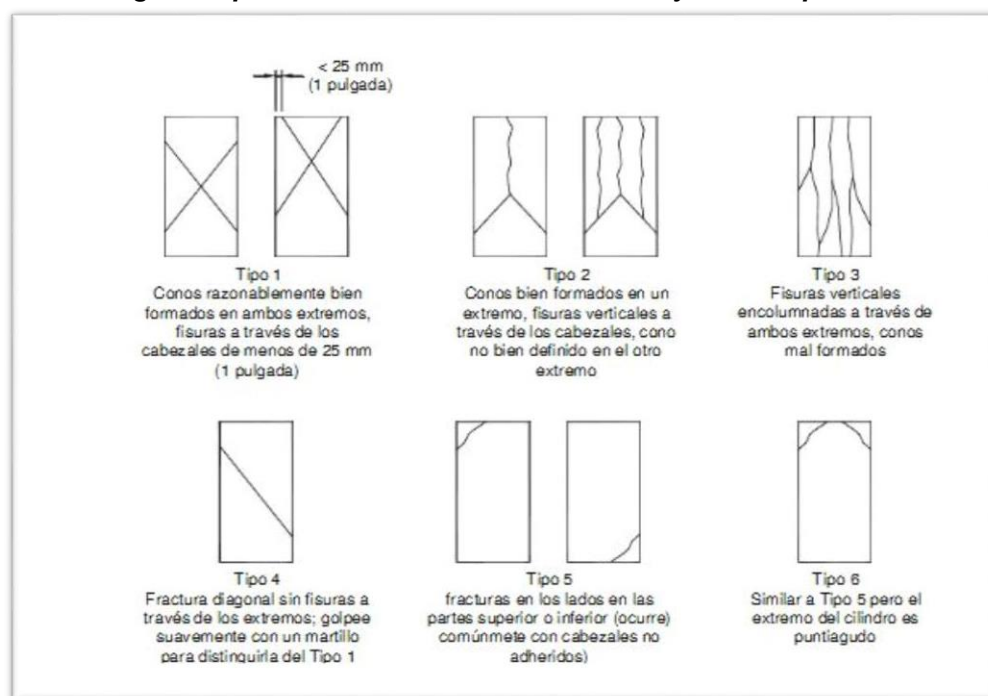 < 25 mm
(1 pulgada)
Tipo 1
Conos razonablemente bien
formados en ambos extremos,
fisuras a través de los
cabezales de menos de 25 mm
(1 pulgada)
Tipo 2
Conos bien formados en un
extremo, fisuras verticales a
través de los cabezales, cono
no bien definido en el otro
extremo
Tipo 3
Fisuras verticales
encolumnadas a través de
ambos extremos, conos
mal formados
Tipo 4
Fractura diagonal sin fisuras a
través de los extremos; golpee
suavemente con un martillo
para distinguirla del Tipo 1
Tipo 5
fracturas en los lados en las
partes superior o inferior (ocurre)
comúnmete con cabezales no
adheridos)
Tipo 6
Similar a Tipo 5 pero el
extremo del cilindro es
puntiagudo